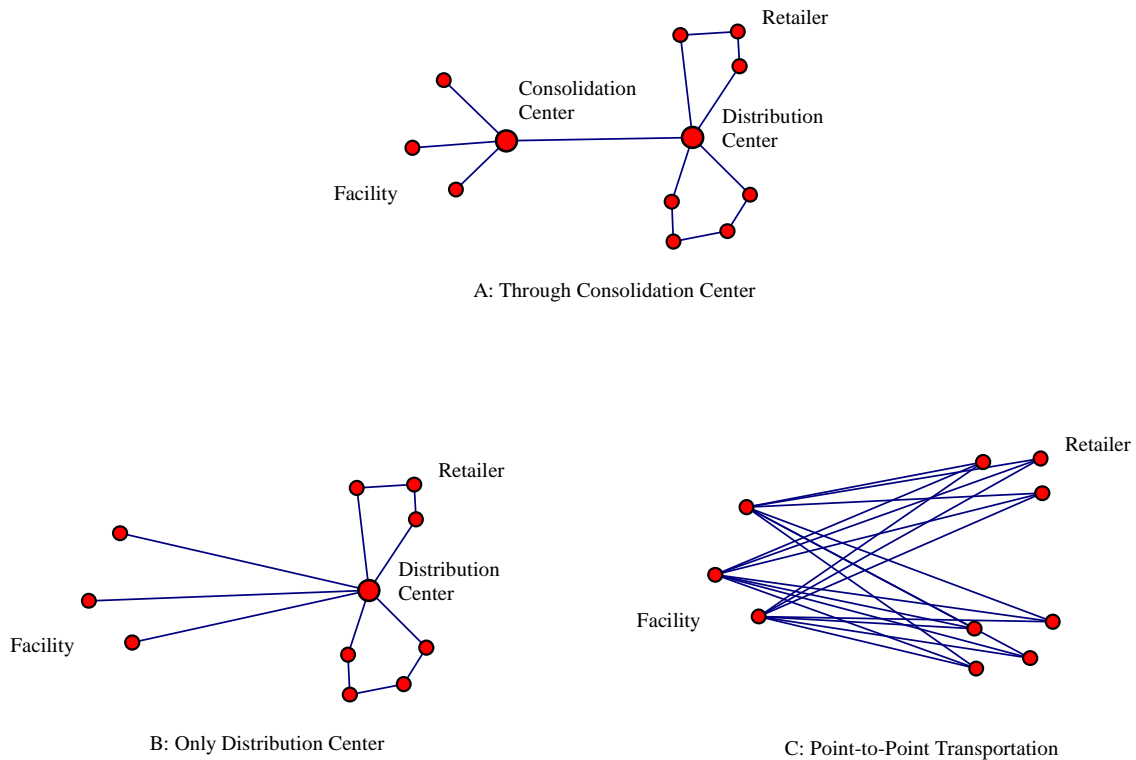 Retailer
Consolidation
Center
Distribution
Center
Facility
A: Through Consolidation Center
Retailer
Distribution
Center
Facility
B: Only Distribution Center
Retailer
Facility
C: Point-to-Point Transportation